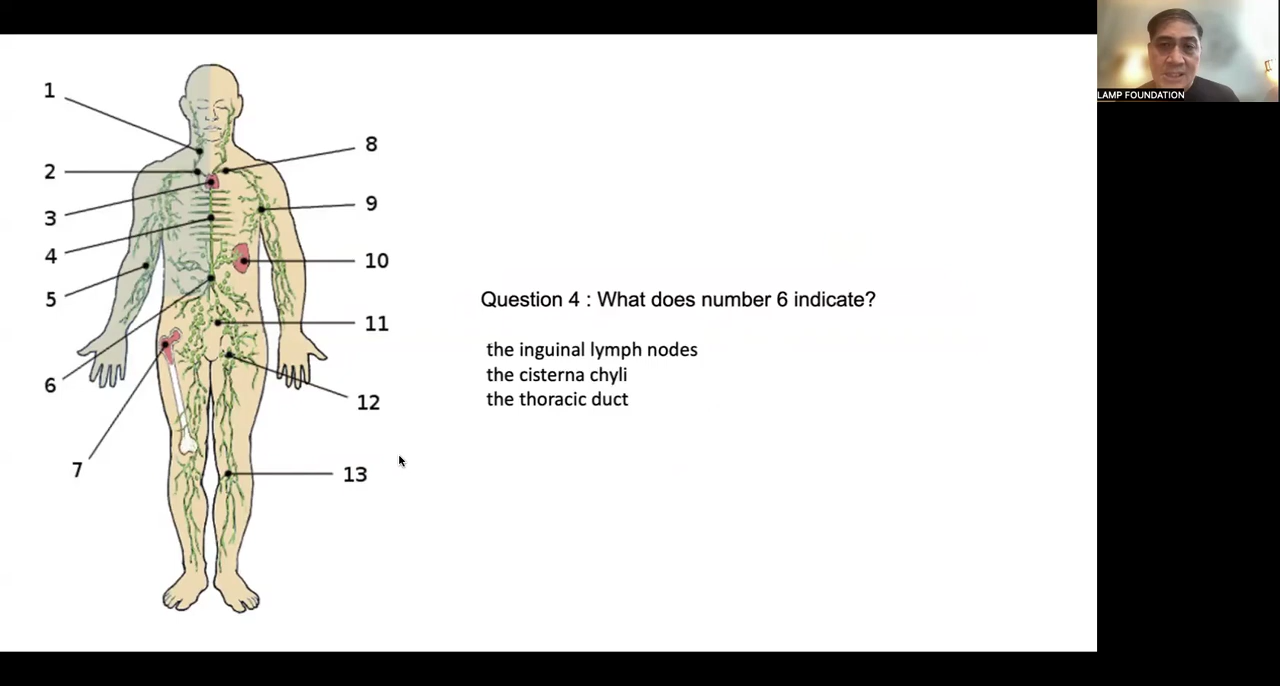 1
2
3
4
5
6
7
8
9
10
11
12
13
Question 4 : What does number 6 indicate?
the inguinal lymph nodes
the cisterna chyli
the thoracic duct
LAMP FOUNDATION